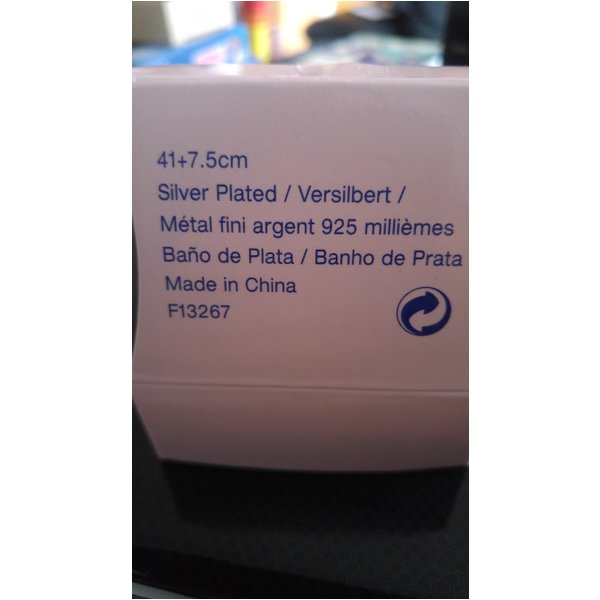 41+7.5cm
Silver Plated / Versilbert /
Métal fini argent 925 millièmes
Baño de Plata / Banho de Prata
Made in China
F13267